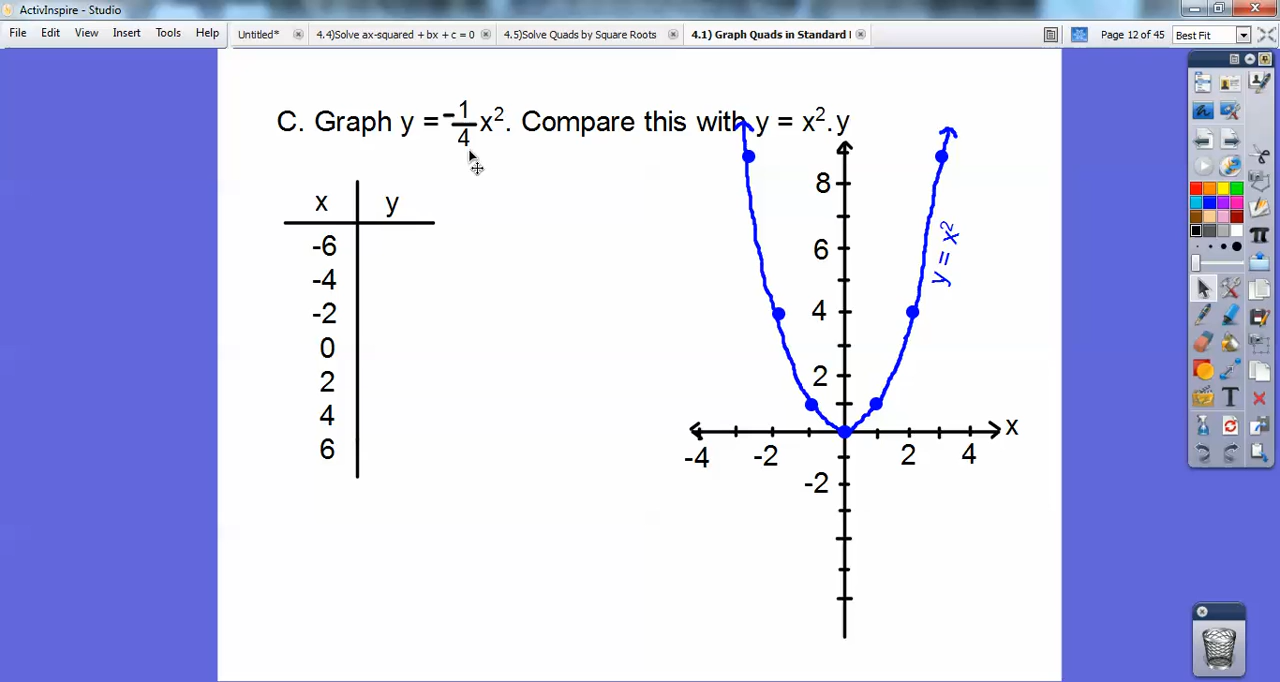 ActivInspire - Studio
File Edit View Insert Tools Help
Untitled* 4.4)Solve ax-squared + bx + c = 0 4.5)Solve Quads by Square Roots 4.1) Graph Quads in Standard Page 12 of 45 Best Fit
C. Graph y = -1/4 x². Compare this with y = x². y
x y
-6
-4
-2
0
2
4
6
8
6
4
2
-4 -2 2 4 x
-2
y = x²